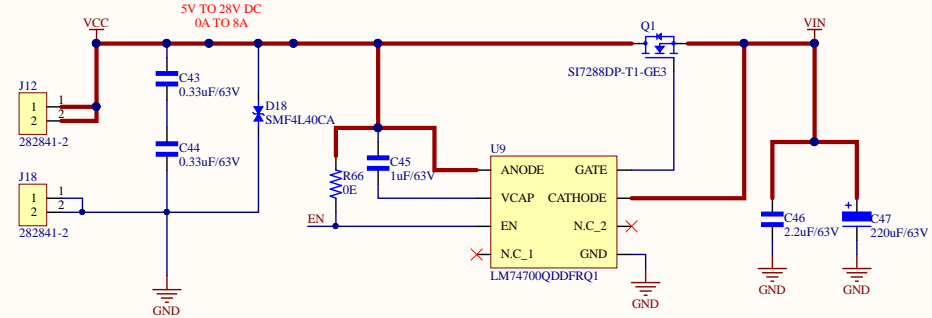 5V TO 28V DC
0A TO 8A
VCC
Q1
VIN
SI7288DP-T1-GE3
J12
1
2
1
2
282841-2
C43
0.33uF/63V
D18
SMF4L40CA
C44
0.33uF/63V
J18
1
2
1
2
282841-2
GND
R66
0E
C45
1uF/63V
EN
U9
ANODE
GATE
VCAP
CATHODE
EN
N.C_2
N.C_1
GND
LM74700QDDFRQ1
GND
C46
2.2uF/63V
GND
+
C47
220uF/63V
GND